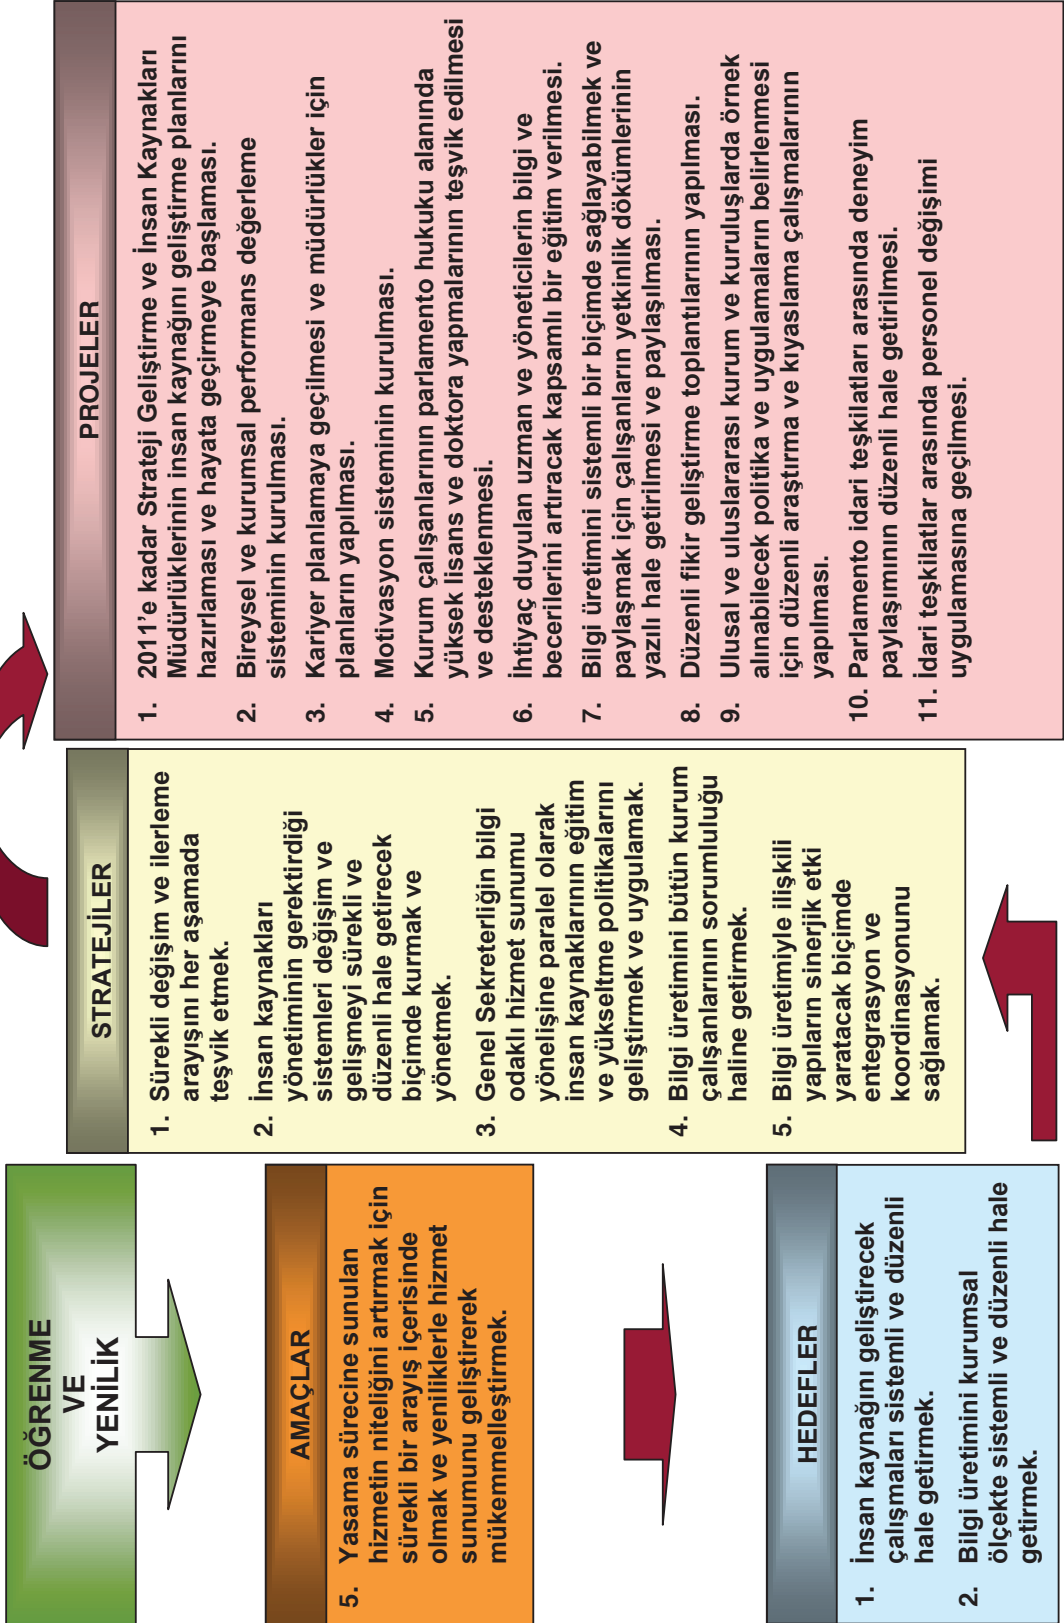 ÖĞRENME
VE
YENİLİK
AMAÇLAR
5. Yasama sürecine sunulan
hizmetin niteliğini artırmak için
sürekli bir arayış içerisinde
olmak ve yeniliklerle hizmet
sunumunu geliştirerek
mükemmelleştirmek.
HEDEFLER
1. İnsan kaynağını geliştirecek
çalışmaları sistemli ve düzenli
hale getirmek.
2. Bilgi üretimini kurumsal
ölçekte sistemli ve düzenli hale
getirmek.
STRATEJİLER
1. Sürekli değişim ve ilerleme
arayışını her aşamada
teşvik etmek.
2. İnsan kaynakları
yönetiminin gerektirdiği
sistemleri değişim ve
gelişmeyi sürekli ve
düzenli hale getirecek
biçimde kurmak ve
yönetmek.
3. Genel Sekreterliğin bilgi
odaklı hizmet sunumu
yönelişine paralel olarak
insan kaynaklarının eğitim
ve yükseltme politikalarını
geliştirmek ve uygulamak.
4. Bilgi üretimini bütün kurum
çalışanlarının sorumluluğu
haline getirmek.
5. Bilgi üretimiyle ilişkili
yapıların sinerjik etki
yaratacak biçimde
entegrasyon ve
koordinasyonunu
sağlamak.
PROJELER
1. 2011'e kadar Strateji Geliştirme ve İnsan Kaynakları
Müdürlüklerinin insan kaynağını geliştirme planlarını
hazırlaması ve hayata geçirmeye başlaması.
2. Bireysel ve kurumsal performans değerleme
sisteminin kurulması.
3. Kariyer planlamaya geçilmesi ve müdürlükler için
planların yapılması.
4. Motivasyon sisteminin kurulması.
5. Kurum çalışanlarının parlamento hukuku alanında
yüksek lisans ve doktora yapmalarının teşvik edilmesi
ve desteklenmesi.
6. İhtiyaç duyulan uzman ve yöneticilerin bilgi ve
becerilerini artıracak kapsamlı bir eğitim verilmesi.
7. Bilgi üretimini sistemli bir biçimde sağlayabilmek ve
paylaşmak için çalışanların yetkinlik dökümlerinin
yazılı hale getirilmesi ve paylaşılması.
8. Düzenli fikir geliştirme toplantılarının yapılması.
9. Ulusal ve uluslararası kurum ve kuruluşlarda örnek
alınabilecek politika ve uygulamaların belirlenmesi
için düzenli araştırma ve kıyaslama çalışmalarının
yapılması.
10. Parlamento idari teşkilatları arasında deneyim
paylaşımının düzenli hale getirilmesi.
11. İdari teşkilatlar arasında personel değişimi
uygulamasına geçilmesi.